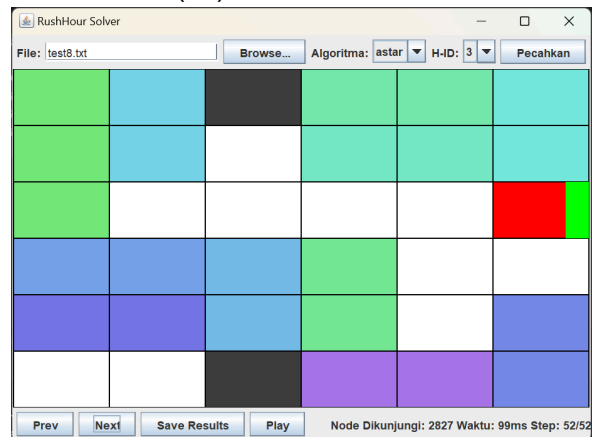 RushHour Solver
File: test8.txt Browse... Algoritma: astar H-ID: 3 Pecahkan
Prev Next Save Results Play Node Dikunjungi: 2827 Waktu: 99ms Step: 52/52